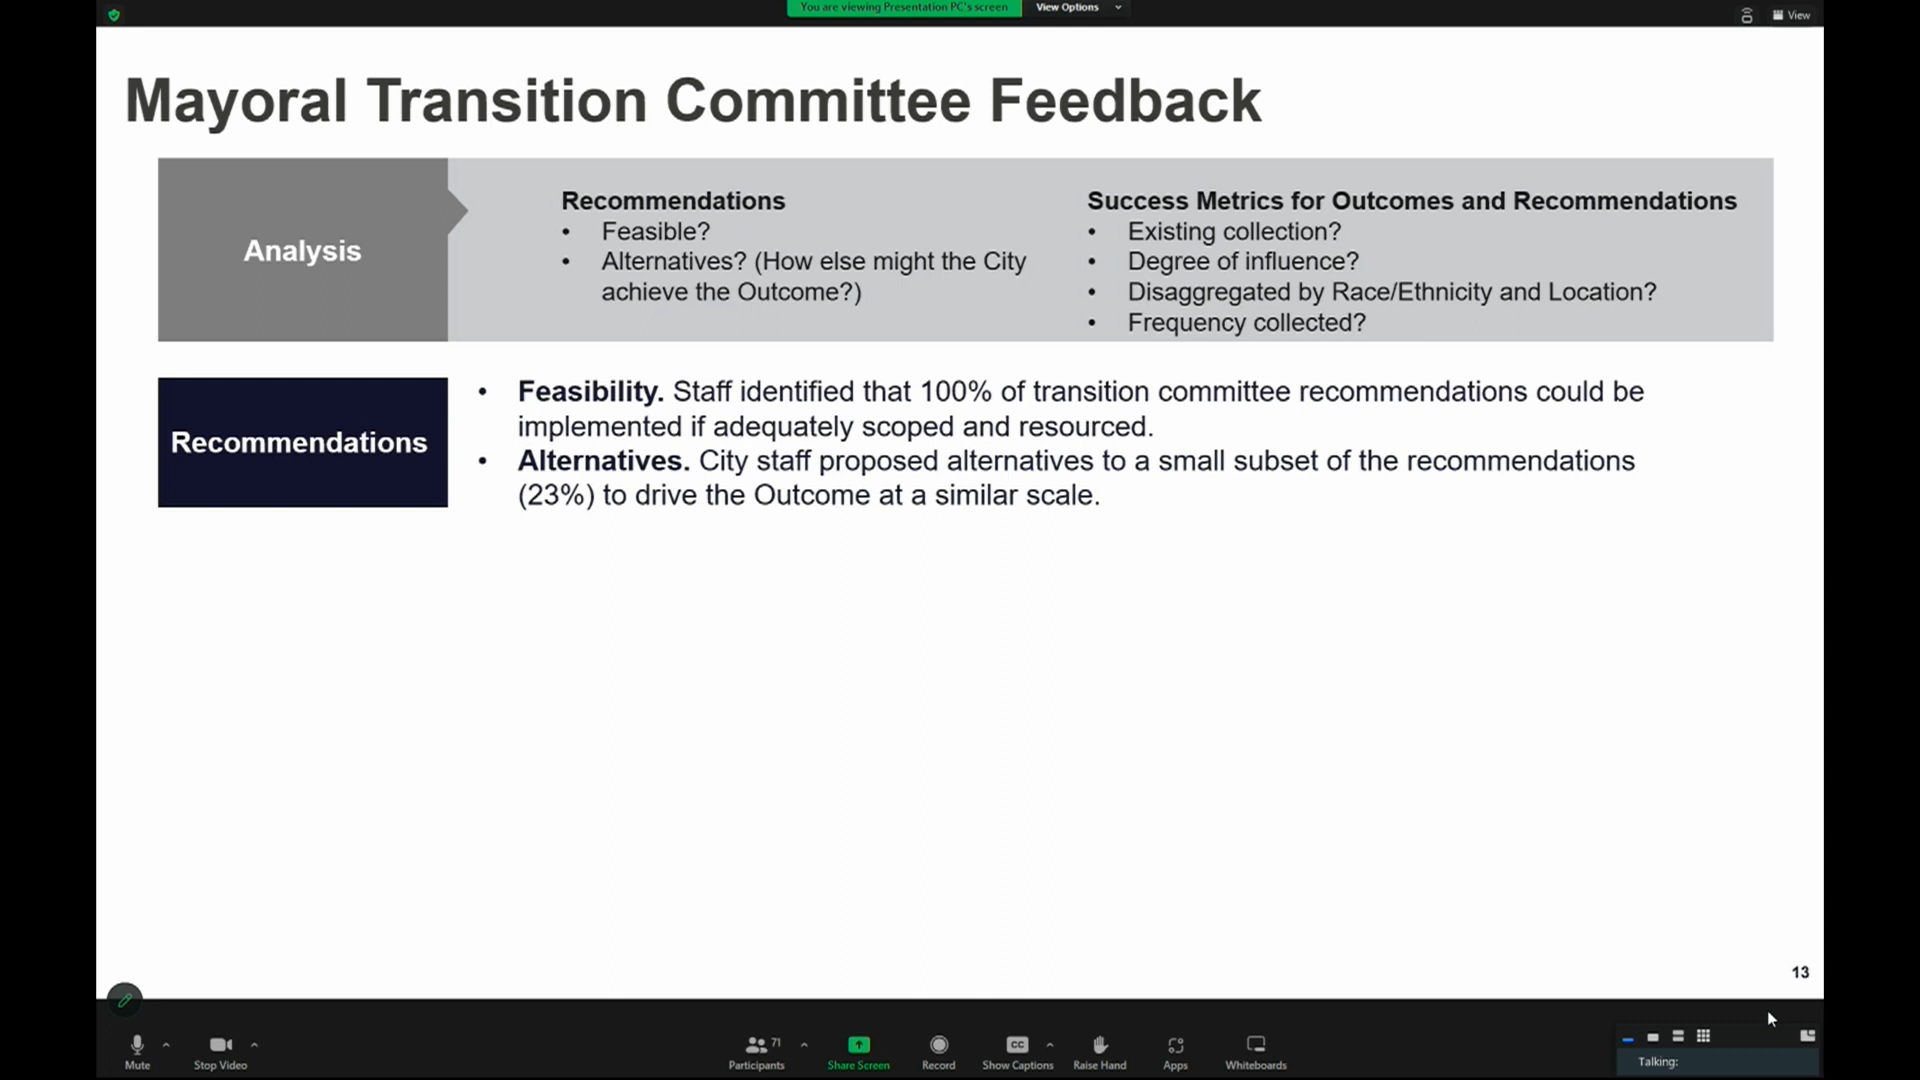 You are viewing Presentation PC's screen
View Options
View
Mayoral Transition Committee Feedback
Analysis
Recommendations
• Feasible?
• Alternatives? (How else might the City
achieve the Outcome?)
Success Metrics for Outcomes and Recommendations
• Existing collection?
• Degree of influence?
• Disaggregated by Race/Ethnicity and Location?
• Frequency collected?
Recommendations
• Feasibility. Staff identified that 100% of transition committee recommendations could be
implemented if adequately scoped and resourced.
• Alternatives. City staff proposed alternatives to a small subset of the recommendations
(23%) to drive the Outcome at a similar scale.
13
Mute
Stop Video
71
Participants
Share Screen
Record
CC
Show Captions
Raise Hand
Apps
Whiteboards
Talking: